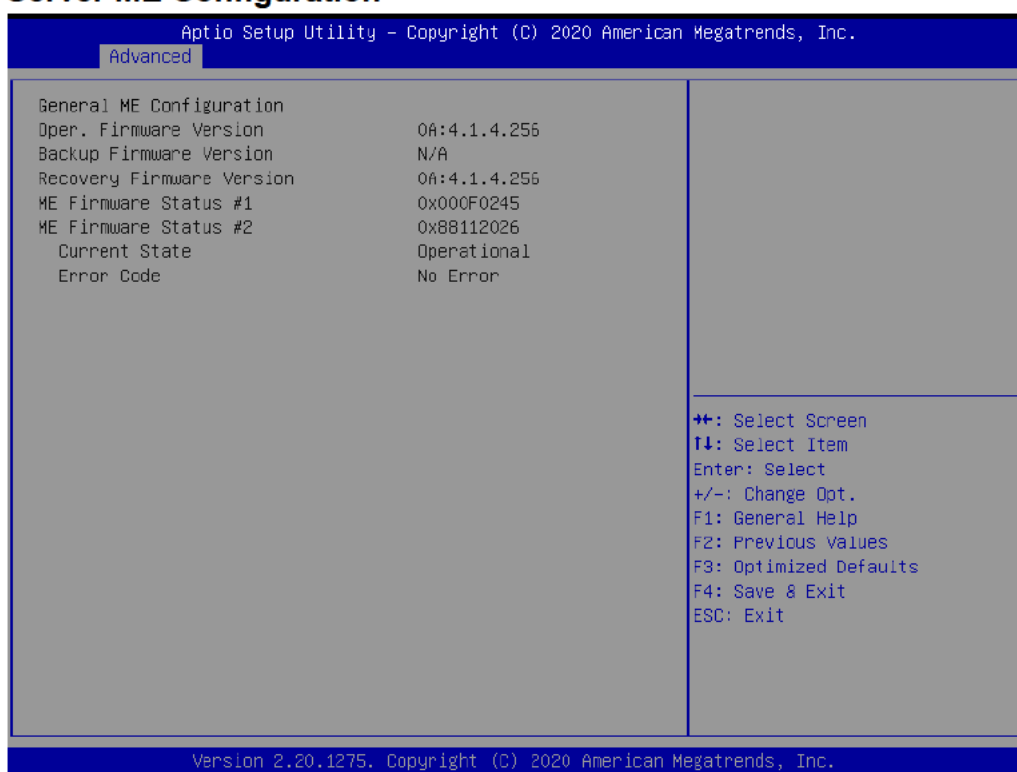 Server ME Configuration
Aptio Setup Utility – Copyright (C) 2020 American Megatrends, Inc.
Advanced
General ME Configuration
Oper. Firmware Version 0A:4.1.4.256
Backup Firmware Version N/A
Recovery Firmware Version 0A:4.1.4.256
ME Firmware Status #1 0x000F0245
ME Firmware Status #2 0x88112026
Current State Operational
Error Code No Error
→←: Select Screen
↑↓: Select Item
Enter: Select
+/-: Change Opt.
F1: General Help
F2: Previous Values
F3: Optimized Defaults
F4: Save & Exit
ESC: Exit
Version 2.20.1275. Copyright (C) 2020 American Megatrends, Inc.